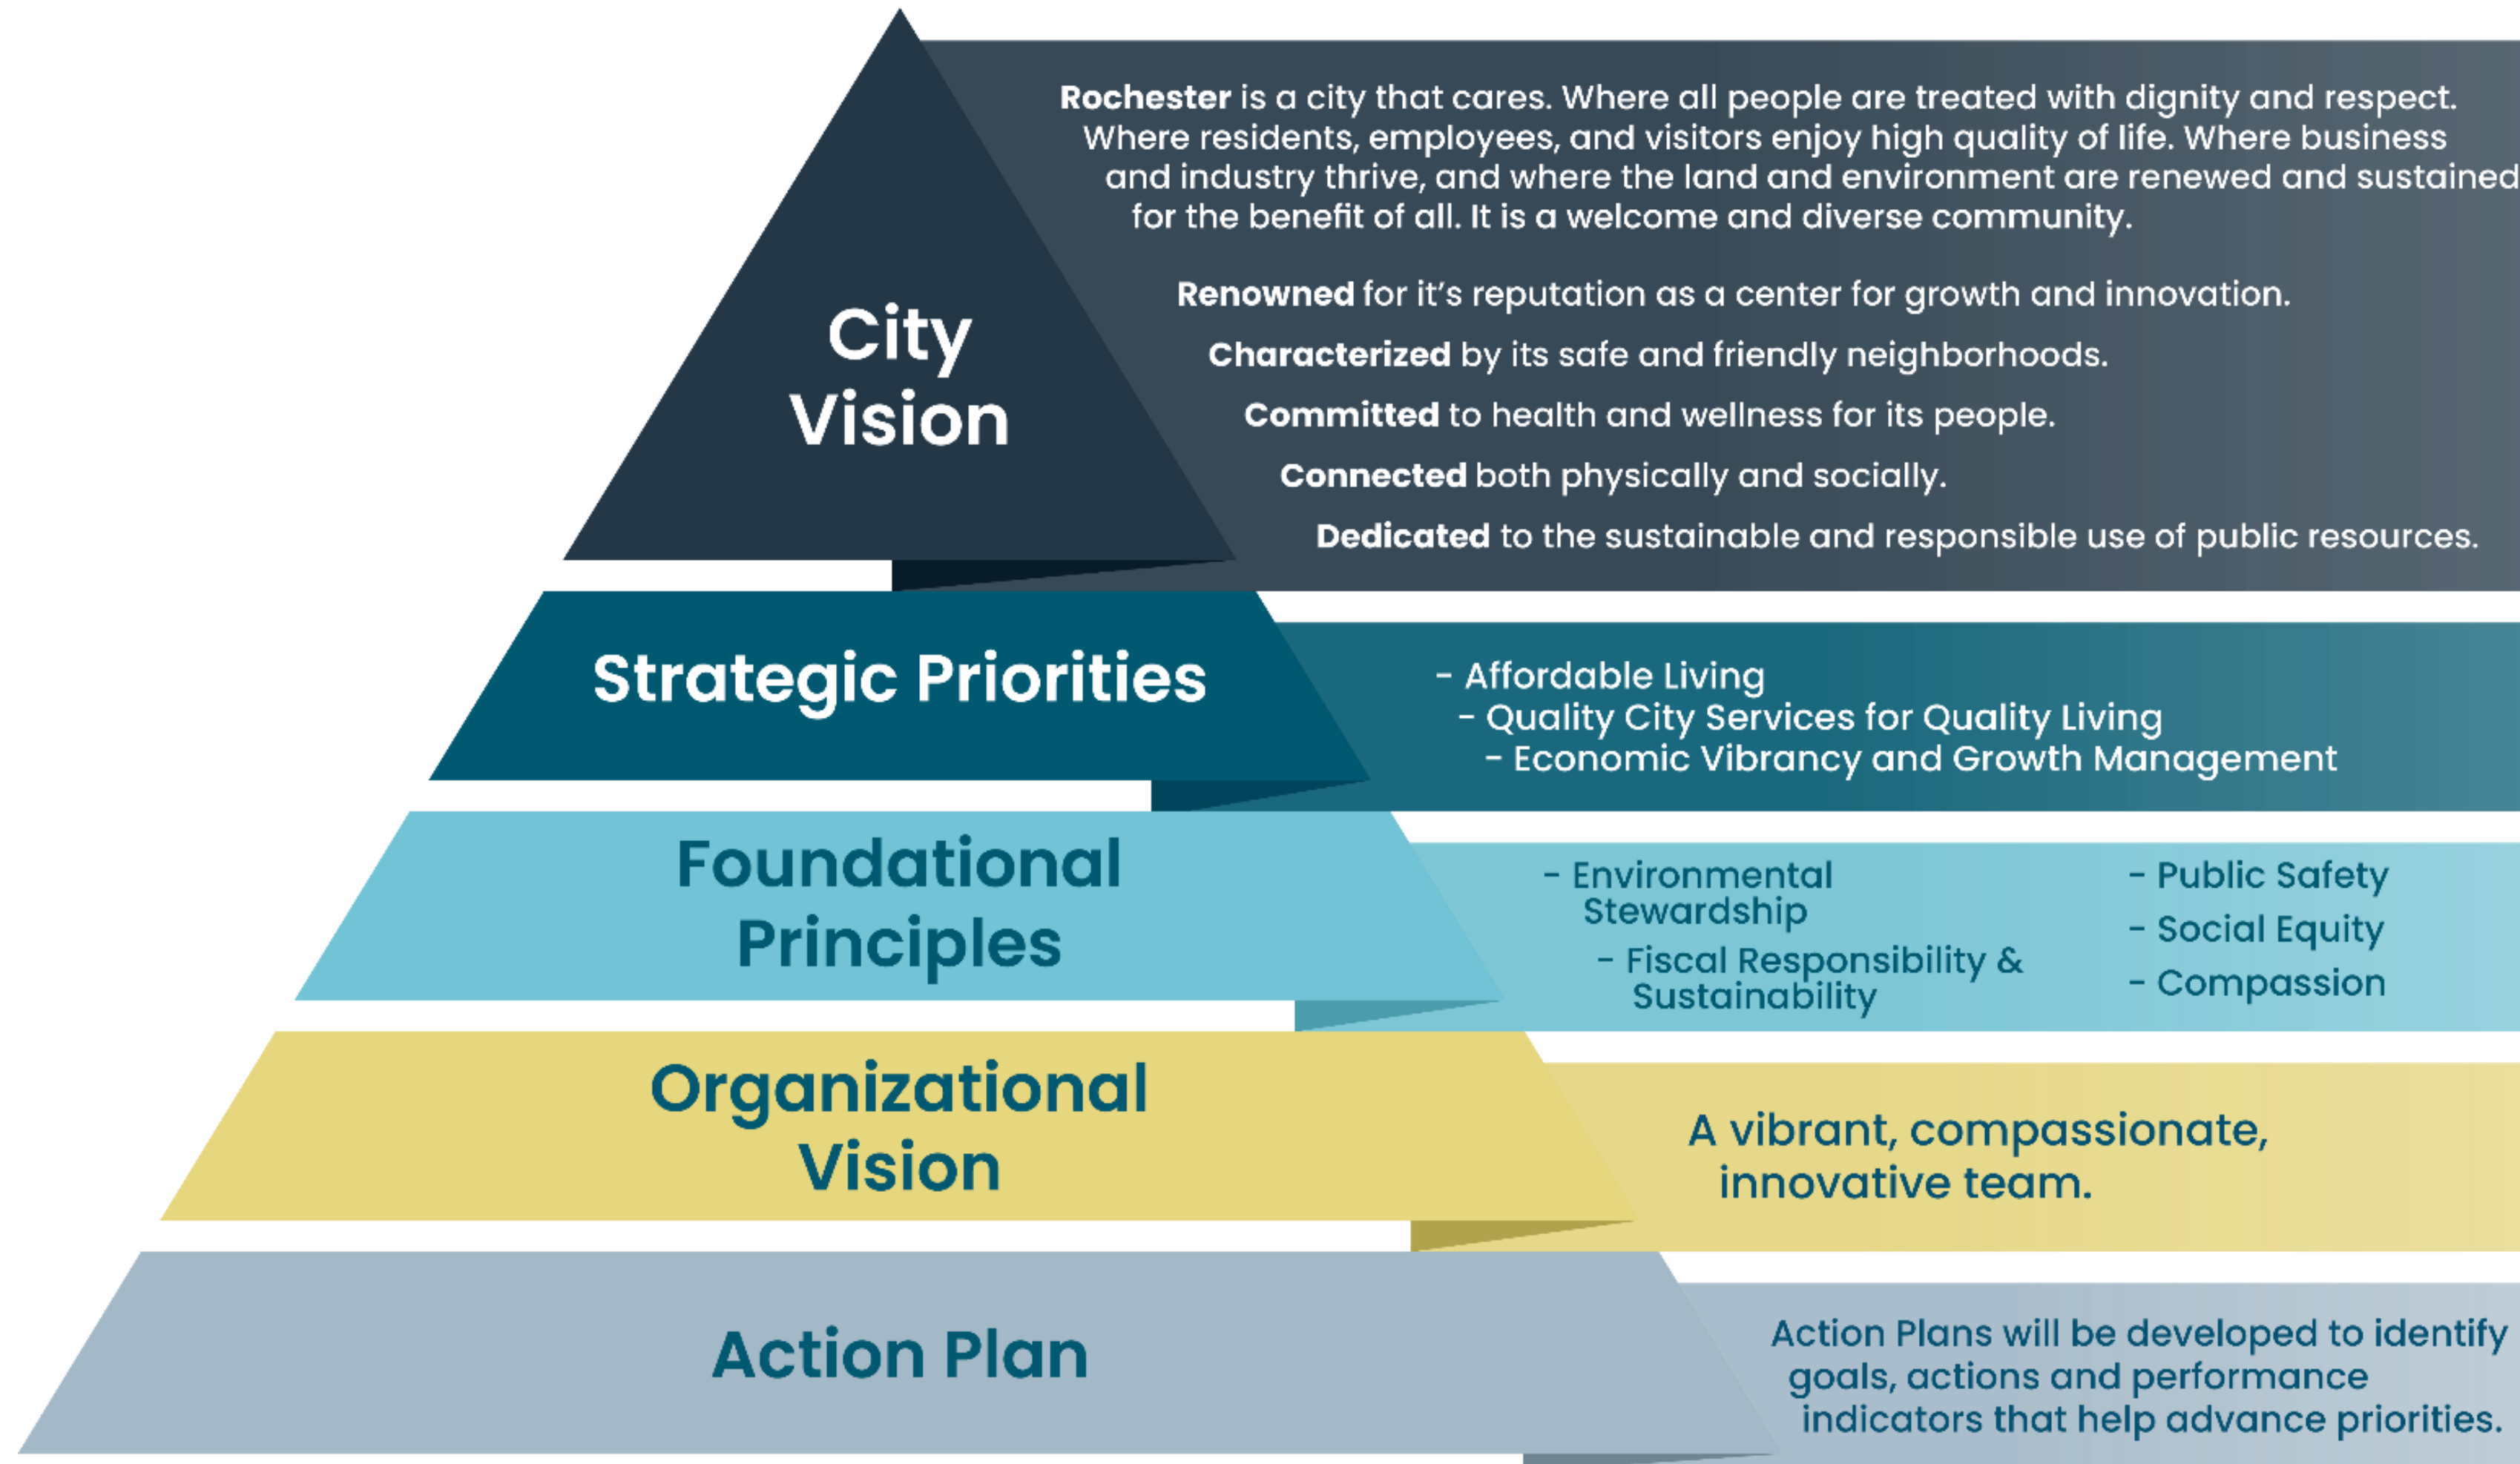 City
Vision
Rochester is a city that cares. Where all people are treated with dignity and respect.
Where residents, employees, and visitors enjoy high quality of life. Where business
and industry thrive, and where the land and environment are renewed and sustained
for the benefit of all. It is a welcome and diverse community.
Renowned for it's reputation as a center for growth and innovation.
Characterized by its safe and friendly neighborhoods.
Committed to health and wellness for its people.
Connected both physically and socially.
Dedicated to the sustainable and responsible use of public resources.
Strategic Priorities
- Affordable Living
- Quality City Services for Quality Living
- Economic Vibrancy and Growth Management
Foundational
Principles
- Environmental
Stewardship
- Fiscal Responsibility &
Sustainability
- Public Safety
- Social Equity
- Compassion
Organizational
Vision
A vibrant, compassionate,
innovative team.
Action Plan
Action Plans will be developed to identify
goals, actions and performance
indicators that help advance priorities.